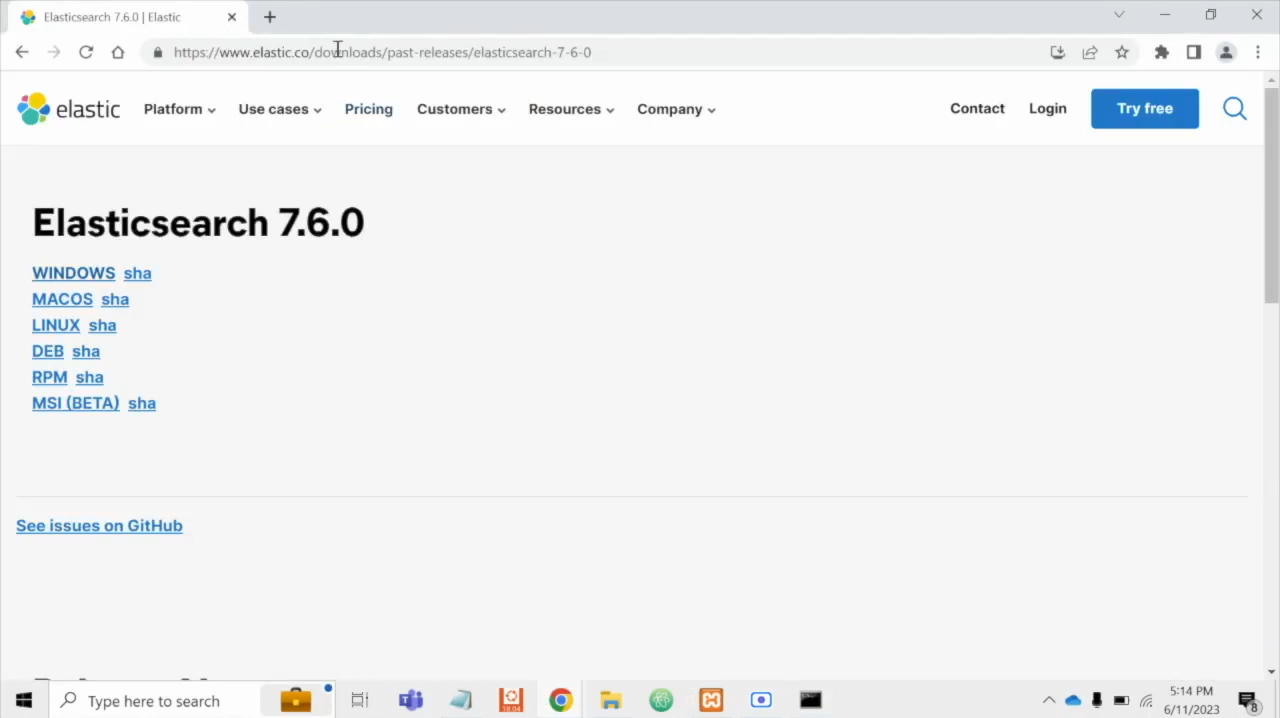 Elasticsearch 7.6.0 | Elastic
https://www.elastic.co/downloads/past-releases/elasticsearch-7-6-0
elastic Platform Use cases Pricing Customers Resources Company Contact Login Try free
Elasticsearch 7.6.0
WINDOWS sha
MACOS sha
LINUX sha
DEB sha
RPM sha
MSI (BETA) sha
See issues on GitHub
Type here to search
18.04
5:14 PM
6/11/2023
8